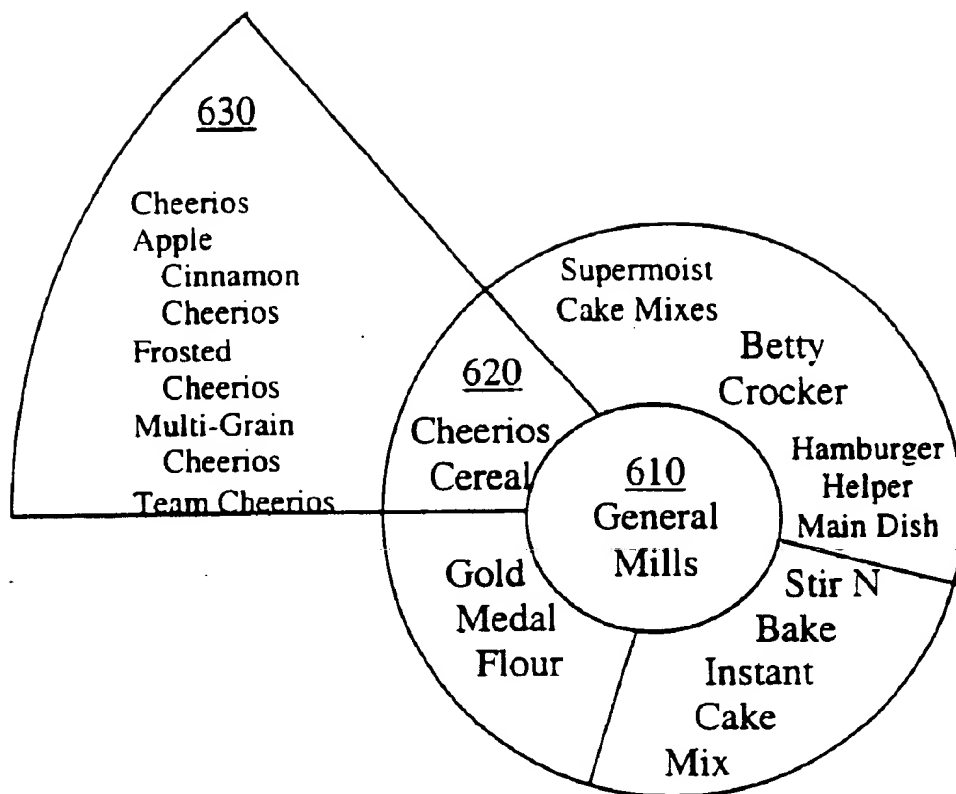 630
Cheerios
Apple
Cinnamon
Cheerios
Frosted
Cheerios
Multi-Grain
Cheerios
Team Cheerios
620
Cheerios
Cereal
610
General
Mills
Supermoist
Cake Mixes
Betty
Crocker
Hamburger
Helper
Main Dish
Stir N
Bake
Instant
Cake
Mix
Gold
Medal
Flour